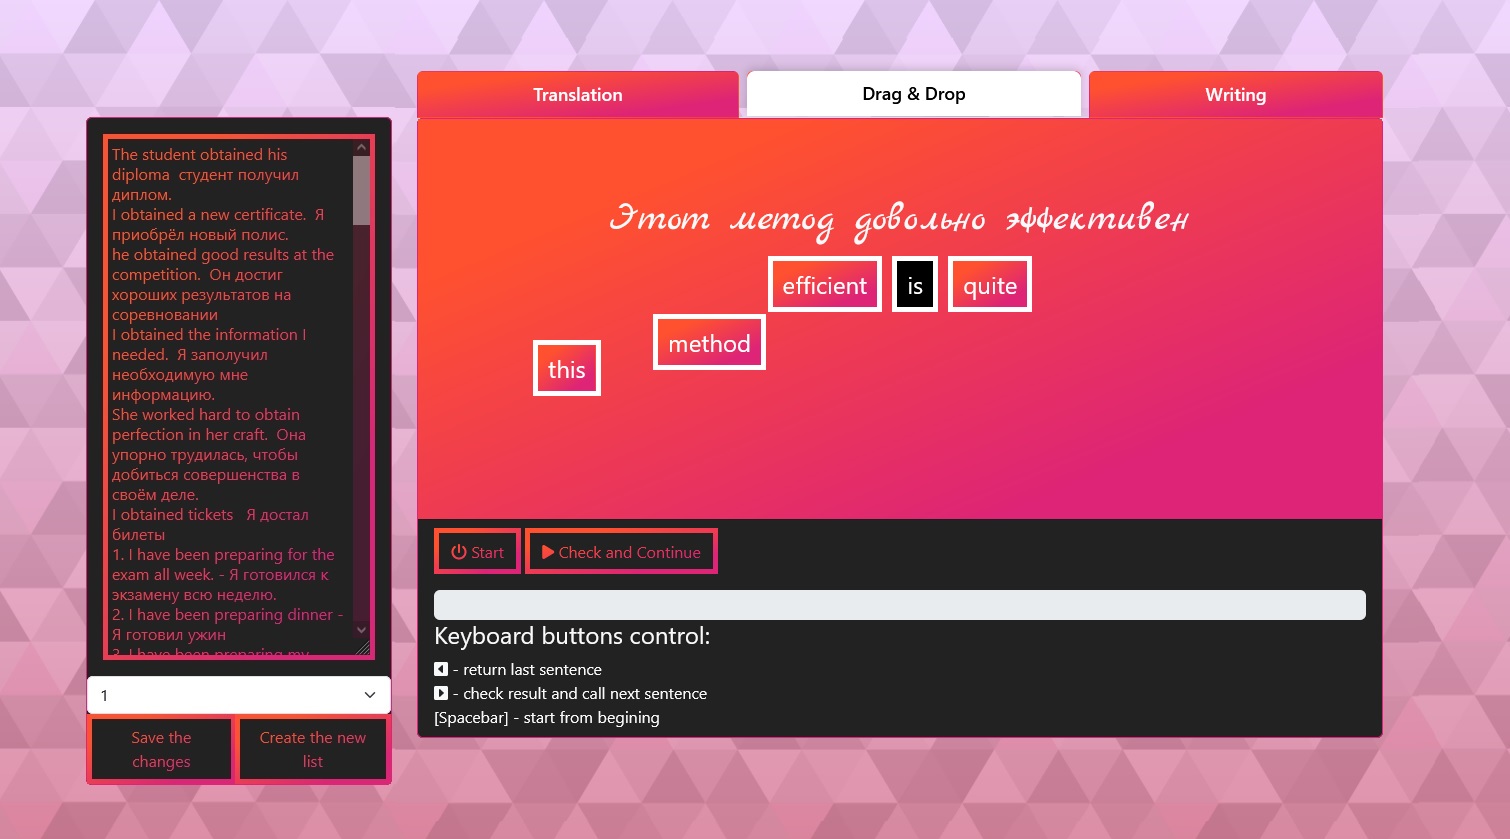 Translation
Drag & Drop
Writing
The student obtained his
diploma  студент получил
диплом.
I obtained a new certificate.  Я
приобрёл новый полис.
he obtained good results at the
competition.  Он достиг
хороших результатов на
соревновании
I obtained the information I
needed.  Я заполучил
необходимую мне
информацию.
She worked hard to obtain
perfection in her craft.  Она
упорно трудилась, чтобы
добиться совершенства в
своём деле.
I obtained tickets   Я достал
билеты
1. I have been preparing for the
exam all week. - Я готовился к
экзамену всю неделю.
2. I have been preparing dinner -
Я готовил ужин
3. I have been preparing my
1
Save the
changes
Create the new
list
Этот метод довольно эффективен
efficient is quite
method
this
Start
Check and Continue
Keyboard buttons control:
- return last sentence
- check result and call next sentence
[Spacebar] - start from begining